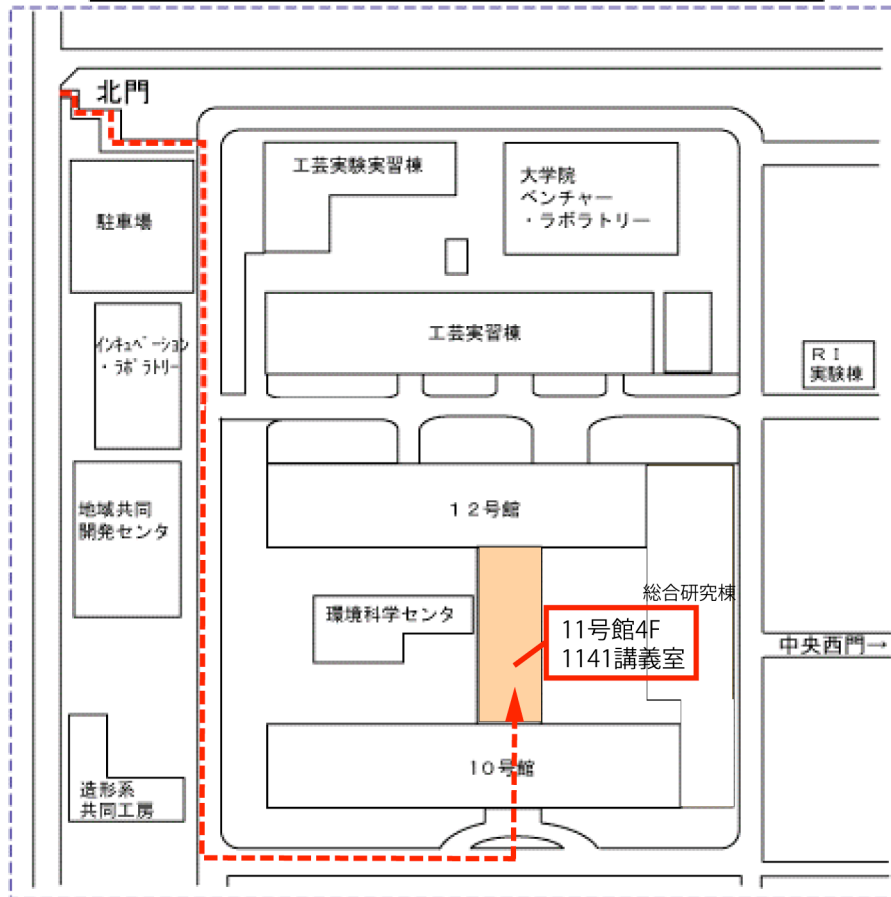 北門
工芸実験実習棟
大学院
ベンチャー
・ラボラトリー
駐車場
インキュベーション
・ラボラトリー
工芸実習棟
RI
実験棟
地域共同
開発センタ
12号館
総合研究棟
環境科学センタ
11号館4F
1141講義室
中央西門→
10号館
造形系
共同工房